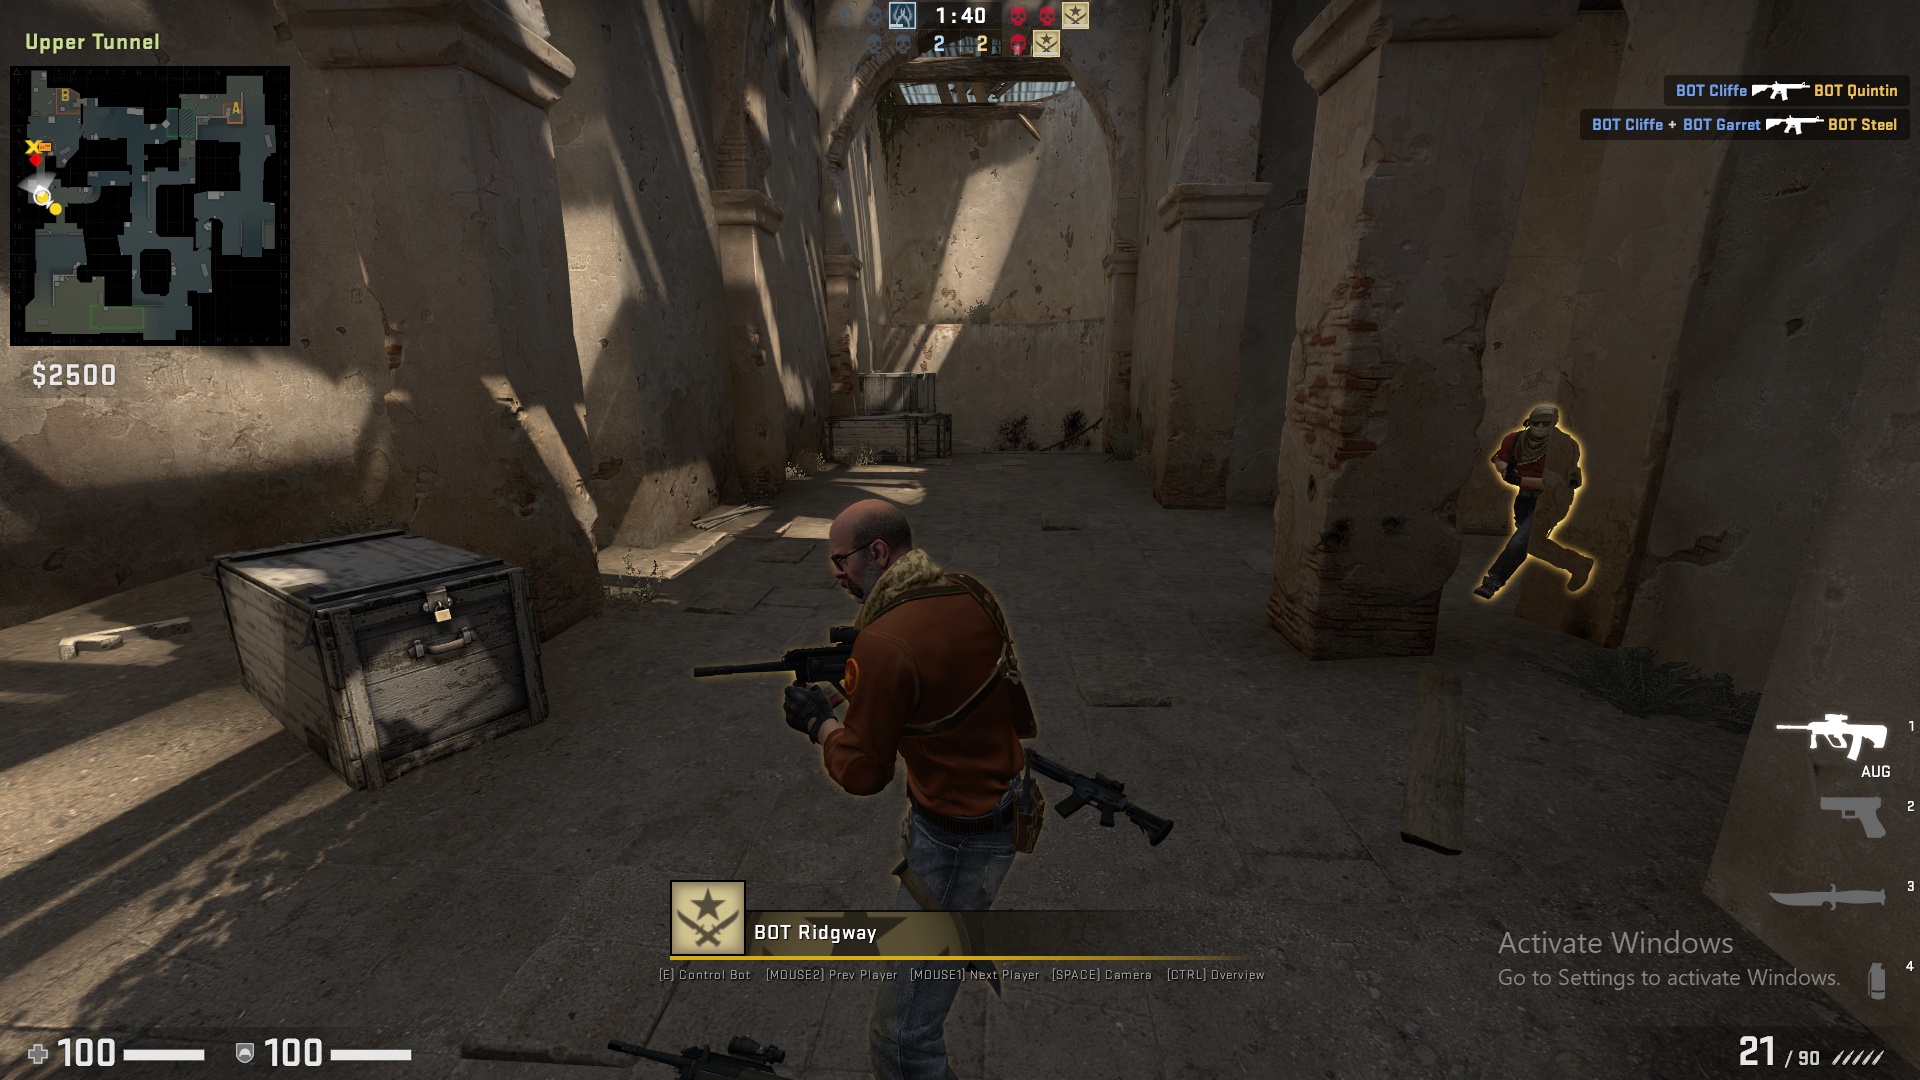 Upper Tunnel
B
A
$2500
1:40
2 2
BOT Cliffe BOT Quintin
BOT Cliffe + BOT Garret BOT Steel
1
AUG
2
3
4
BOT Ridgway
[E] Control Bot [MOUSE2] Prev Player [MOUSE1] Next Player [SPACE] Camera [CTRL] Overview
Activate Windows
Go to Settings to activate Windows.
100 100
21 / 90